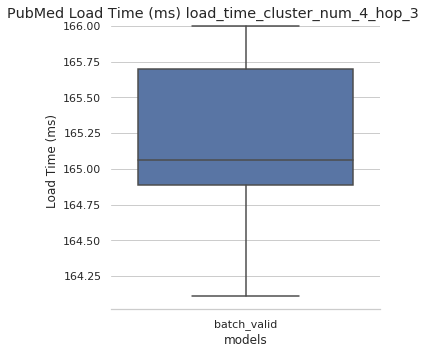 PubMed Load Time (ms) load_time_cluster_num_4_hop_3
166.00
165.75
165.50
165.25
165.00
164.75
164.50
164.25
Load Time (ms)
batch_valid
models